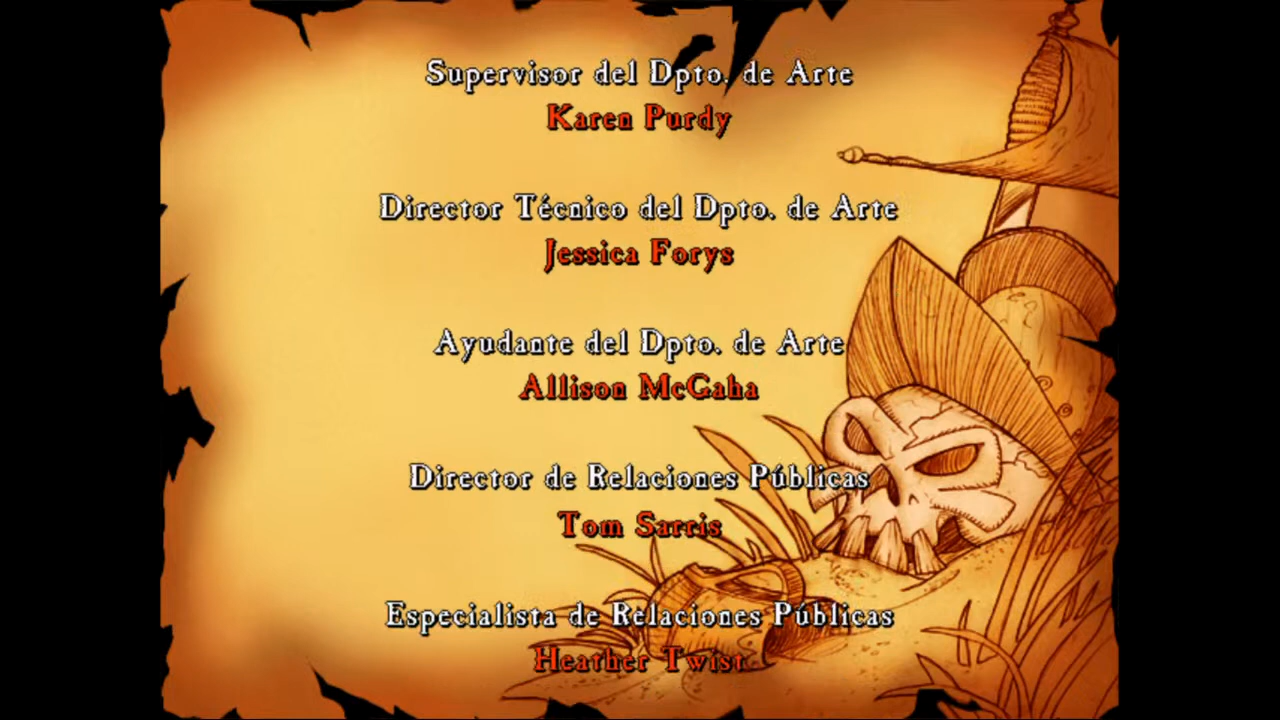 Supervisor del Dpto. de Arte
Karen Purdy
Director Técnico del Dpto. de Arte
Jessica Forys
Ayudante del Dpto. de Arte
Allison McGaha
Director de Relaciones Públicas
Tom Sarris
Especialista de Relaciones Públicas
Heather Twist